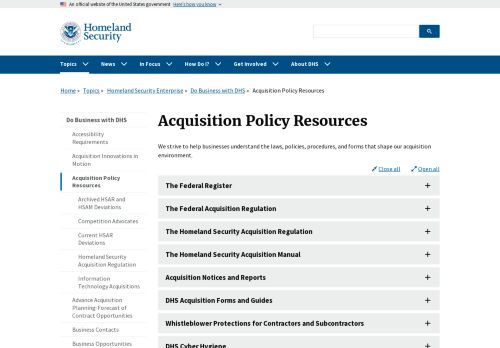 An official website of the United States government Here's how you know
Homeland
Security
Topics News In Focus How Do I? Get Involved About DHS
Home » Topics » Homeland Security Enterprise » Do Business with DHS » Acquisition Policy Resources
Do Business with DHS
Accessibility
Requirements
Acquisition Innovations in
Motion
Acquisition Policy
Resources
Archived HSAR and
HSAM Deviations
Competition Advocates
Current HSAR
Deviations
Homeland Security
Acquisition Regulation
Information
Technology Acquisitions
Advance Acquisition
Planning: Forecast of
Contract Opportunities
Business Contacts
Business Opportunities
Acquisition Policy Resources
We strive to help businesses understand the laws, policies, procedures, and forms that shape our acquisition
environment.
Close all Open all
The Federal Register
The Federal Acquisition Regulation
The Homeland Security Acquisition Regulation
The Homeland Security Acquisition Manual
Acquisition Notices and Reports
DHS Acquisition Forms and Guides
Whistleblower Protections for Contractors and Subcontractors
DHS Cyber Hygiene